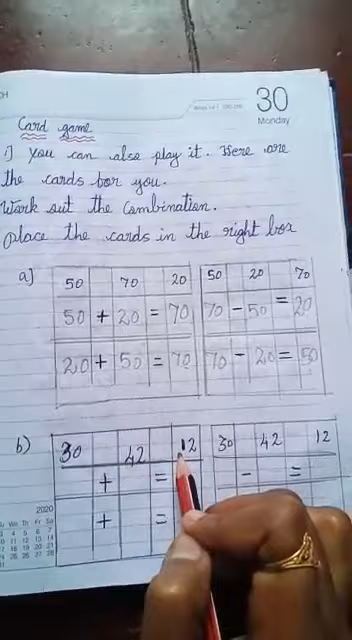 30
Monday
Card game
1) You can also play it. Here are
the cards for you.
Work out the Combination.
place the cards in the right box
a) 50 70 20 50 20 70
50 + 20 = 70 70 - 50 = 20
20 + 50 = 70 70 - 20 = 50
b) 30 42 12 30 42 12
+ = - =
+ =
2020